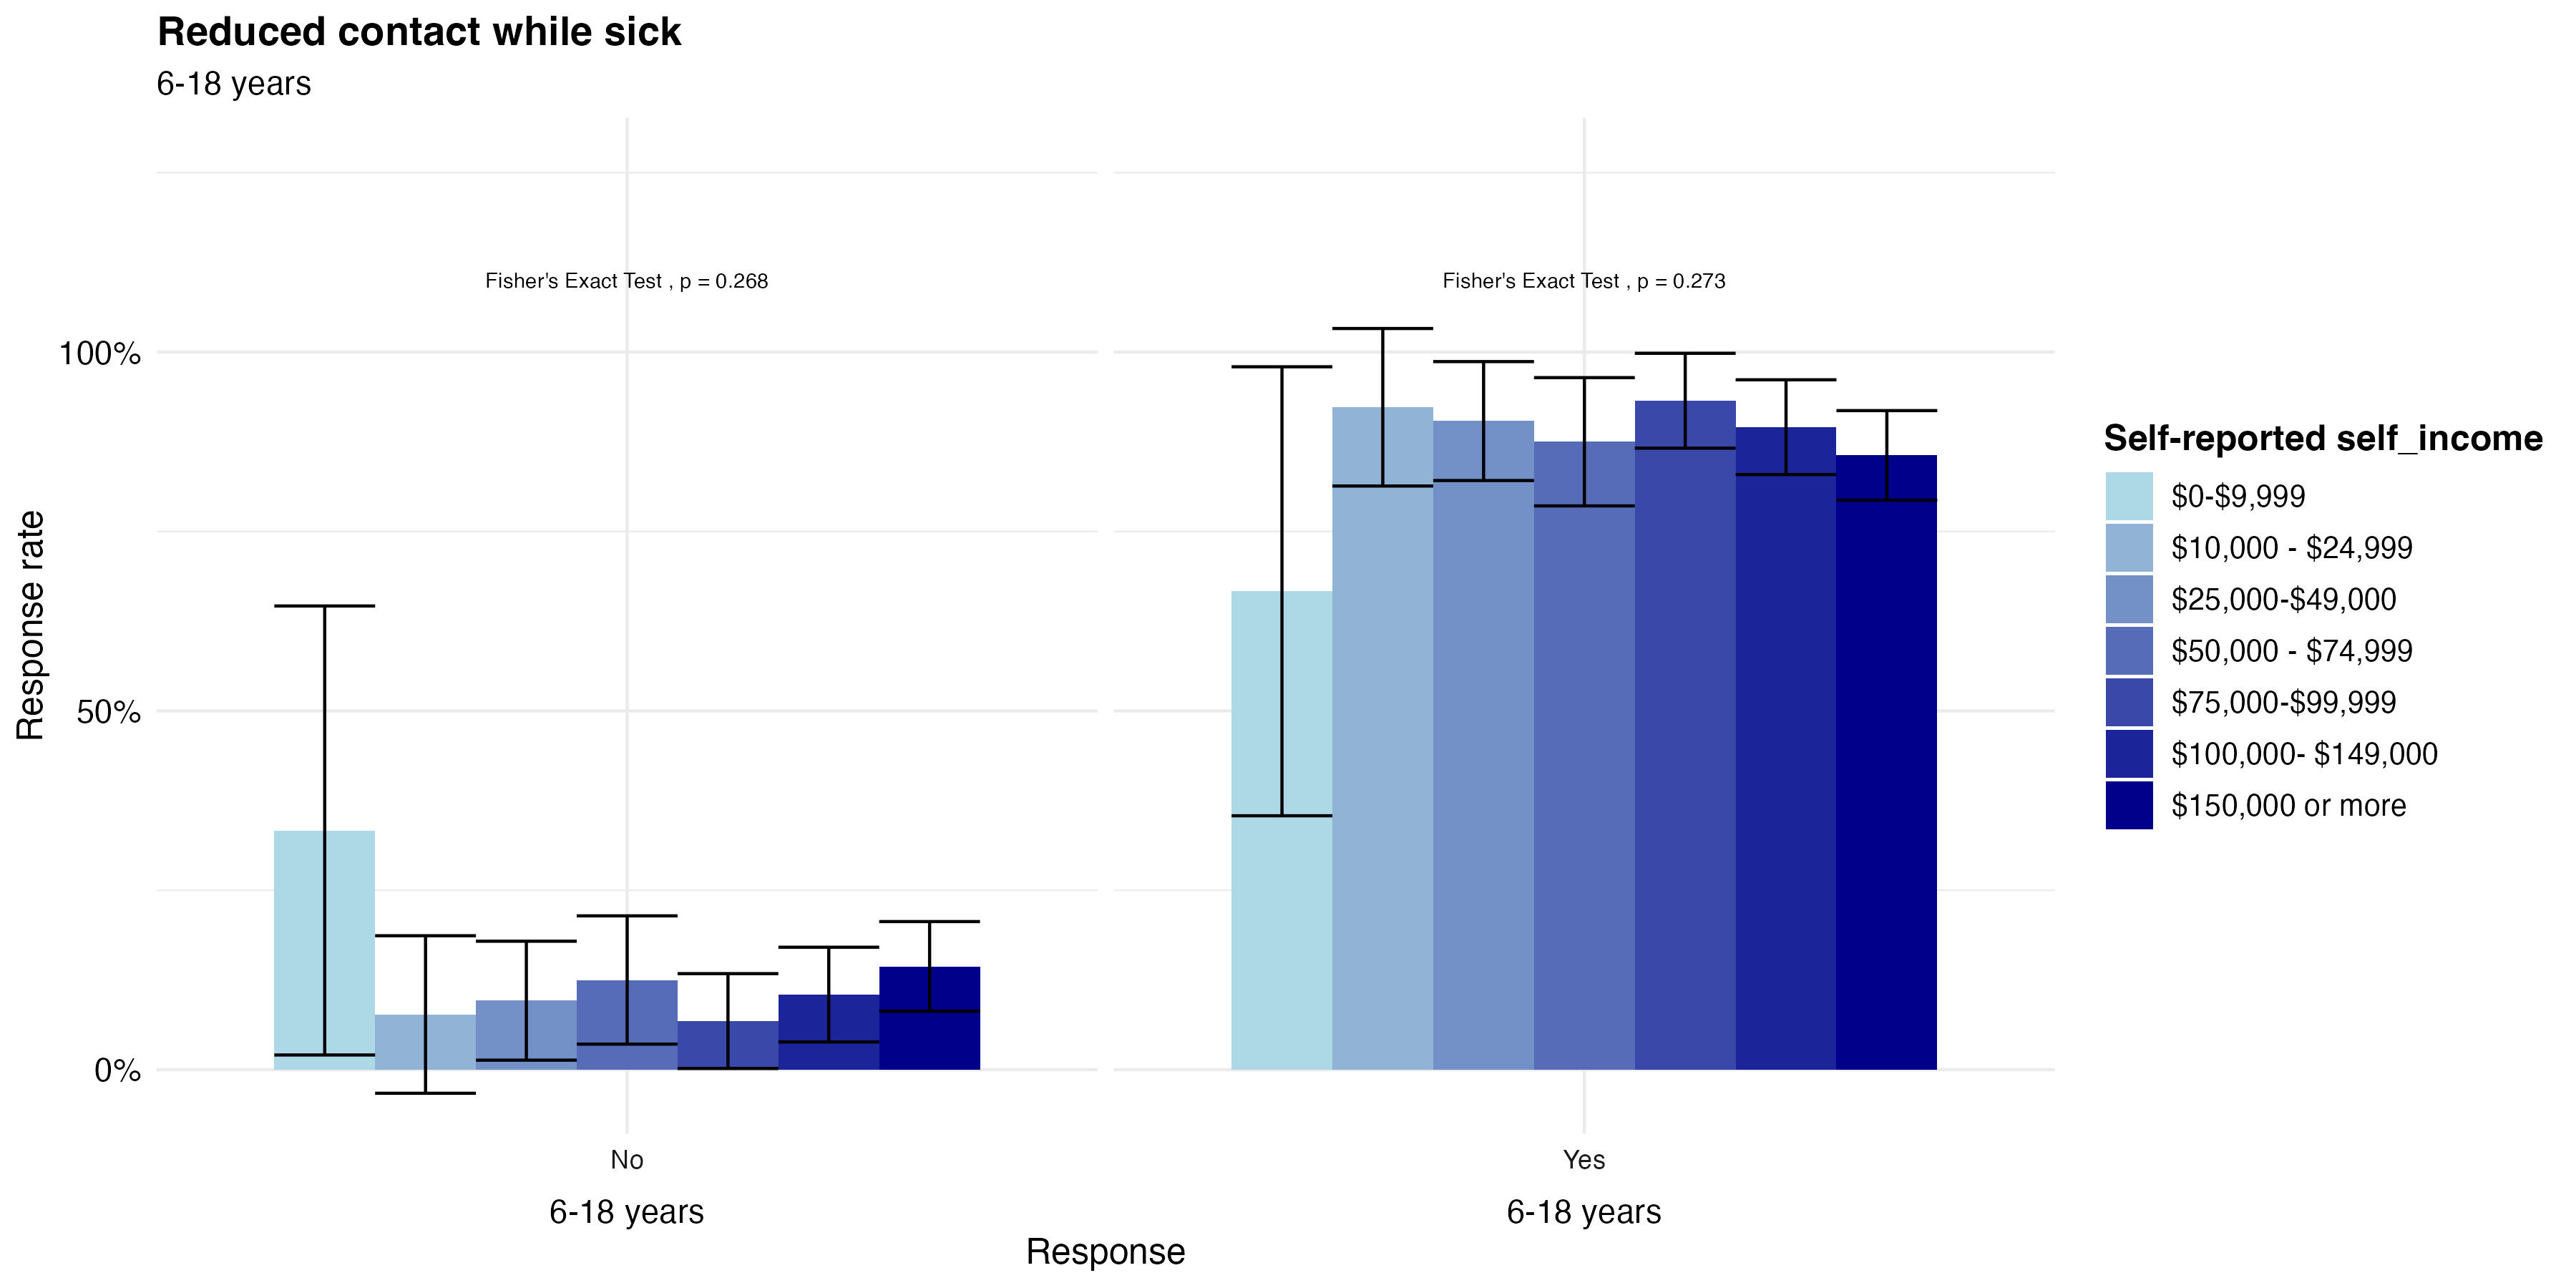 Reduced contact while sick
6-18 years
Fisher's Exact Test , p = 0.268
Fisher's Exact Test , p = 0.273
100%
50%
0%
Response rate
No
Yes
6-18 years
6-18 years
Response
Self-reported self_income
$0-$9,999
$10,000 - $24,999
$25,000-$49,000
$50,000 - $74,999
$75,000-$99,999
$100,000- $149,000
$150,000 or more